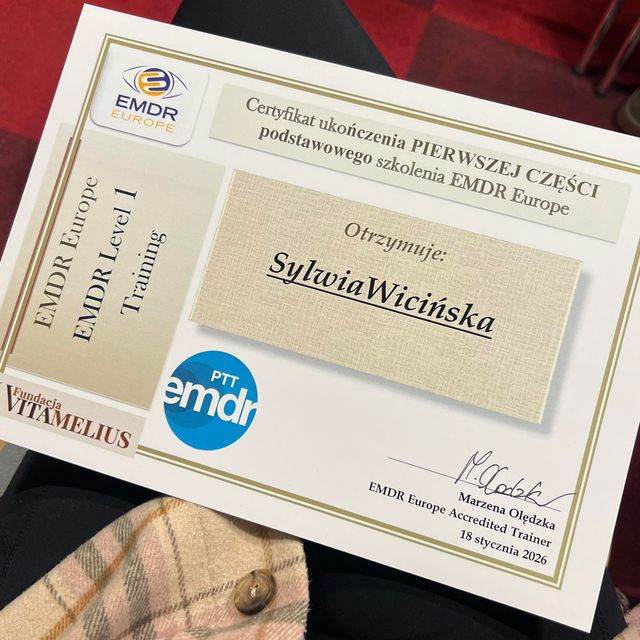 EMDR
EUROPE
Certyfikat ukończenia PIERWSZEJ CZĘŚCI
podstawowego szkolenia EMDR Europe
EMDR Europe
EMDR Level 1
Training
Otrzymuje:
SylwiaWicińska
PTT
emdr
Fundacja
VITAMELIUS
Marzena Olędzka
EMDR Europe Accredited Trainer
18 stycznia 2026